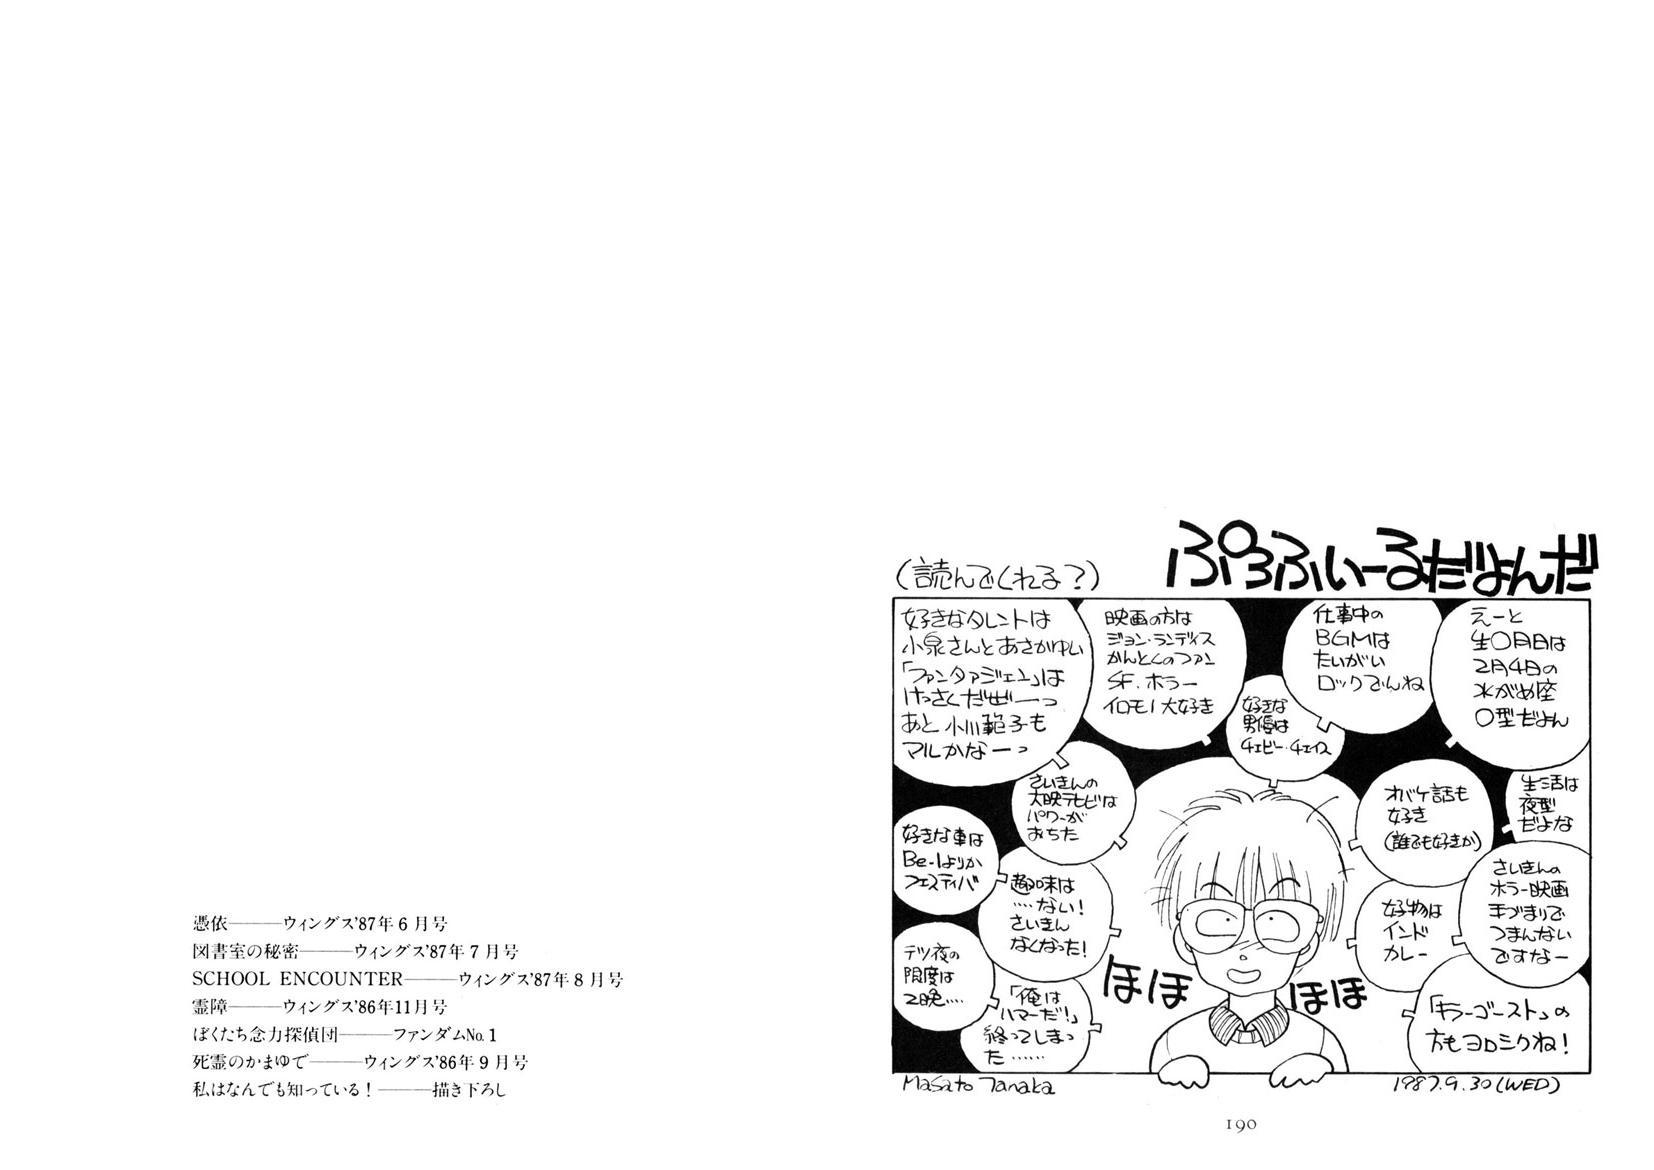 ぷろふぃーるだよんだ
(読んでくれる?)
えーと
生〇月日は
2月4日の
水がめ座
O型だよん
仕事中の
BGMは
たいがい
ロックでんね
映画の方は
ジョン・ランディス
かんとくのファン
SF.ホラー
イロモノ大好き
好きな
男優は
チェビー・チェイス
好きなタレントは
小泉さんとあさかゆい
「ファンタァジェン」は
けっさくだぜーっ
あと小川範子も
マルかなーっ
生活は
夜型
だよな
オバケ話も
好き
(誰でも好きか)
さいきんの
大映テレビは
パワーが
おちた
好きな車は
Be-1よりか
フェスティバ
さいきんの
ホラー映画
手づまりで
つまんない
ですなー
好物は
インド
カレー
趣味は
‥‥ない!
さいきん
なくなった!
テツ夜の
限度は
2晩‥‥
「俺は
ハマーだ!」
終ってしまっ
た‥‥‥
「キラーゴースト」の
方もヨロシクね!
ほほ
ほほ
Masato Tanaka
1987.9.30(WED)
190
憑依———ウィングス'87年6月号
図書室の秘密———ウィングス'87年7月号
SCHOOL ENCOUNTER———ウィングス'87年8月号
霊障———ウィングス'86年11月号
ぼくたち念力探偵団———ファンダムNo.1
死霊のかまゆで———ウィングス'86年9月号
私はなんでも知っている!———描き下ろし